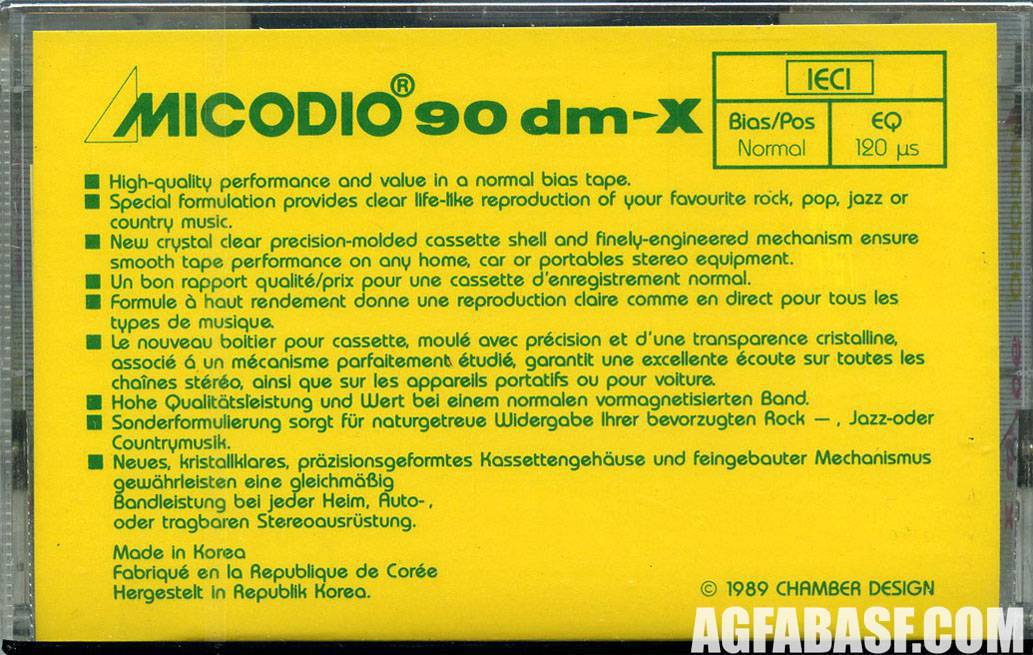 MICODIO® 90 dm-X
IECI
Bias/Pos EQ
Normal 120 µs
■ High-quality performance and value in a normal bias tape.
■ Special formulation provides clear life-like reproduction of your favourite rock, pop, jazz or
country music.
■ New crystal clear precision-molded cassette shell and finely-engineered mechanism ensure
smooth tape performance on any home, car or portables stereo equipment.
■ Un bon rapport qualité/prix pour une cassette d'enregistrement normal.
■ Formule à haut rendement donne une reproduction claire comme en direct pour tous les
types de musique.
■ Le nouveau boîtier pour cassette, moulé avec précision et d'une transparence cristalline,
associé á un mécanisme parfaitement étudié, garantit une excellente écoute sur toutes les
chaînes stéréo, ainsi que sur les appareils portatifs ou pour voiture.
■ Hohe Qualitätsleistung und Wert bei einem normalen vormagnetisierten Band.
■ Sonderformulierung sorgt für naturgetreue Widergabe Ihrer bevorzugten Rock — , Jazz-oder
Countrymusik.
■ Neues, kristallklares, präzisionsgeformtes Kassettengehäuse und feingebauter Mechanismus
gewährleisten eine gleichmäßig
Bandleistung bei jeder Heim, Auto- ,
oder tragbaren Stereoausrüstung.
Made in Korea
Fabriqué en la Republique de Corée
Hergestelt in Republik Korea.
© 1989 CHAMBER DESIGN
AGFABASF.COM